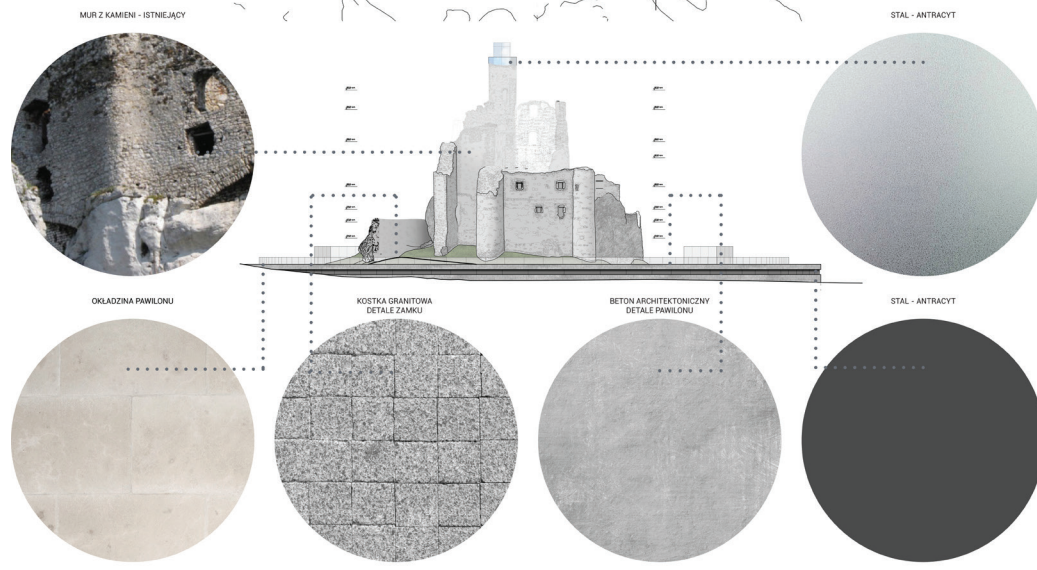 MUR Z KAMIENI - ISTNIEJĄCY
STAL - ANTRACYT
OKŁADZINA PAWILONU
KOSTKA GRANITOWA
DETALE ZAMKU
BETON ARCHITEKTONICZNY
DETALE PAWILONU
STAL - ANTRACYT